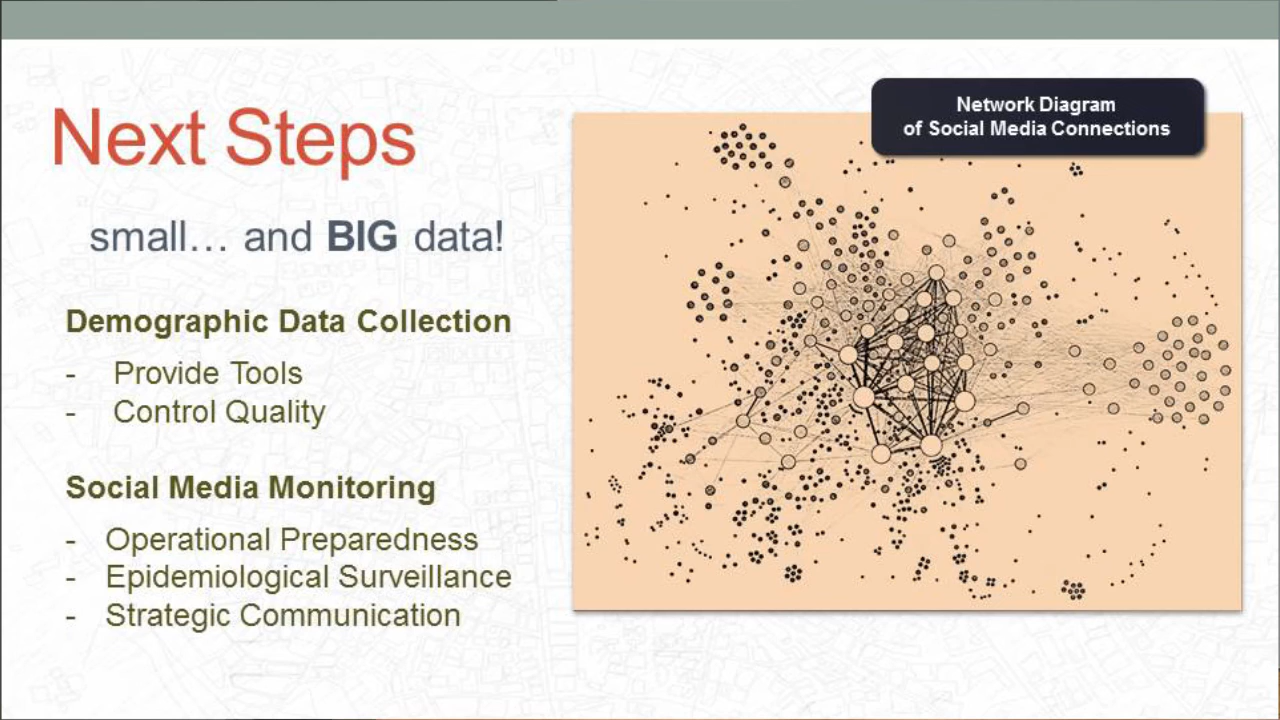 Next Steps
small… and BIG data!
Demographic Data Collection
- Provide Tools
- Control Quality
Social Media Monitoring
- Operational Preparedness
- Epidemiological Surveillance
- Strategic Communication
Network Diagram
of Social Media Connections